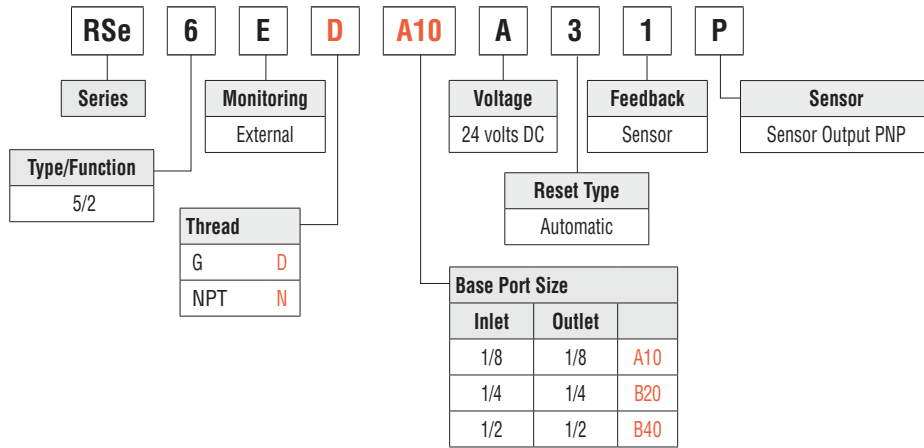 RSe 6 E D A10 A 3 1 P
Series
Monitoring
External
Voltage
24 volts DC
Feedback
Sensor
Sensor
Sensor Output PNP
Type/Function
5/2
Reset Type
Automatic
Thread
G D
NPT N
Base Port Size
Inlet Outlet
1/8 1/8 A10
1/4 1/4 B20
1/2 1/2 B40